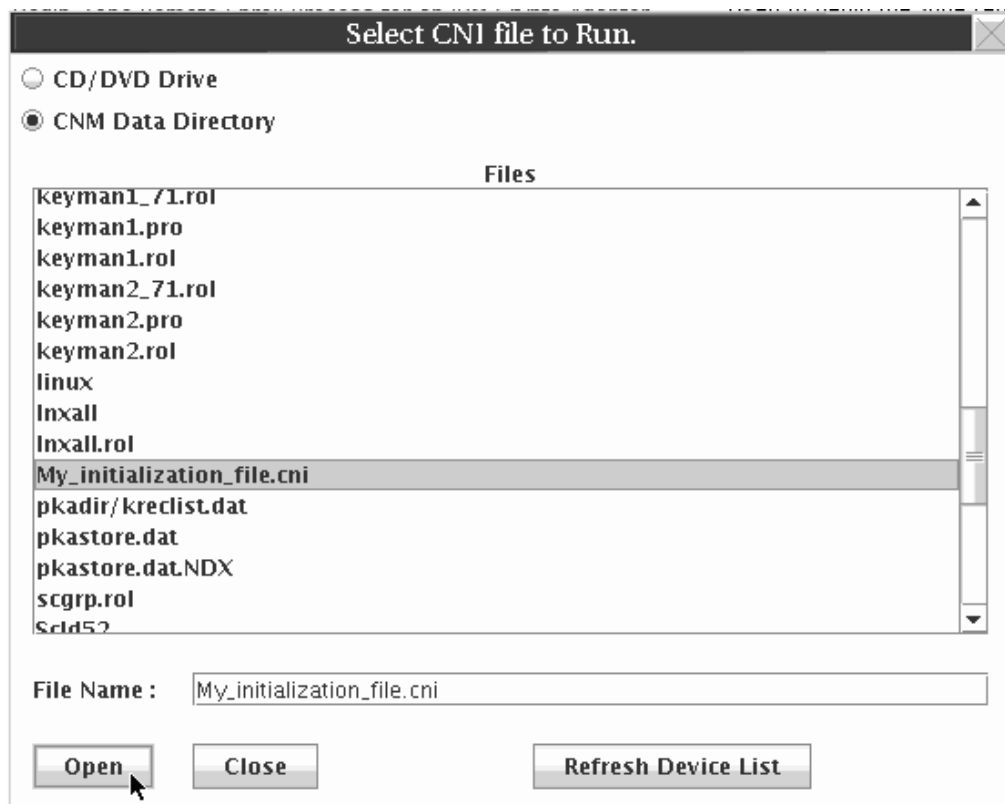 Select CNI file to Run.
CD/DVD Drive
CNM Data Directory
Files
keyman1_71.rol
keyman1.pro
keyman1.rol
keyman2_71.rol
keyman2.pro
keyman2.rol
linux
lnxall
lnxall.rol
My_initialization_file.cni
pkadir/kreclist.dat
pkastore.dat
pkastore.dat.NDX
scgrp.rol
File Name :
My_initialization_file.cni
Open
Close
Refresh Device List